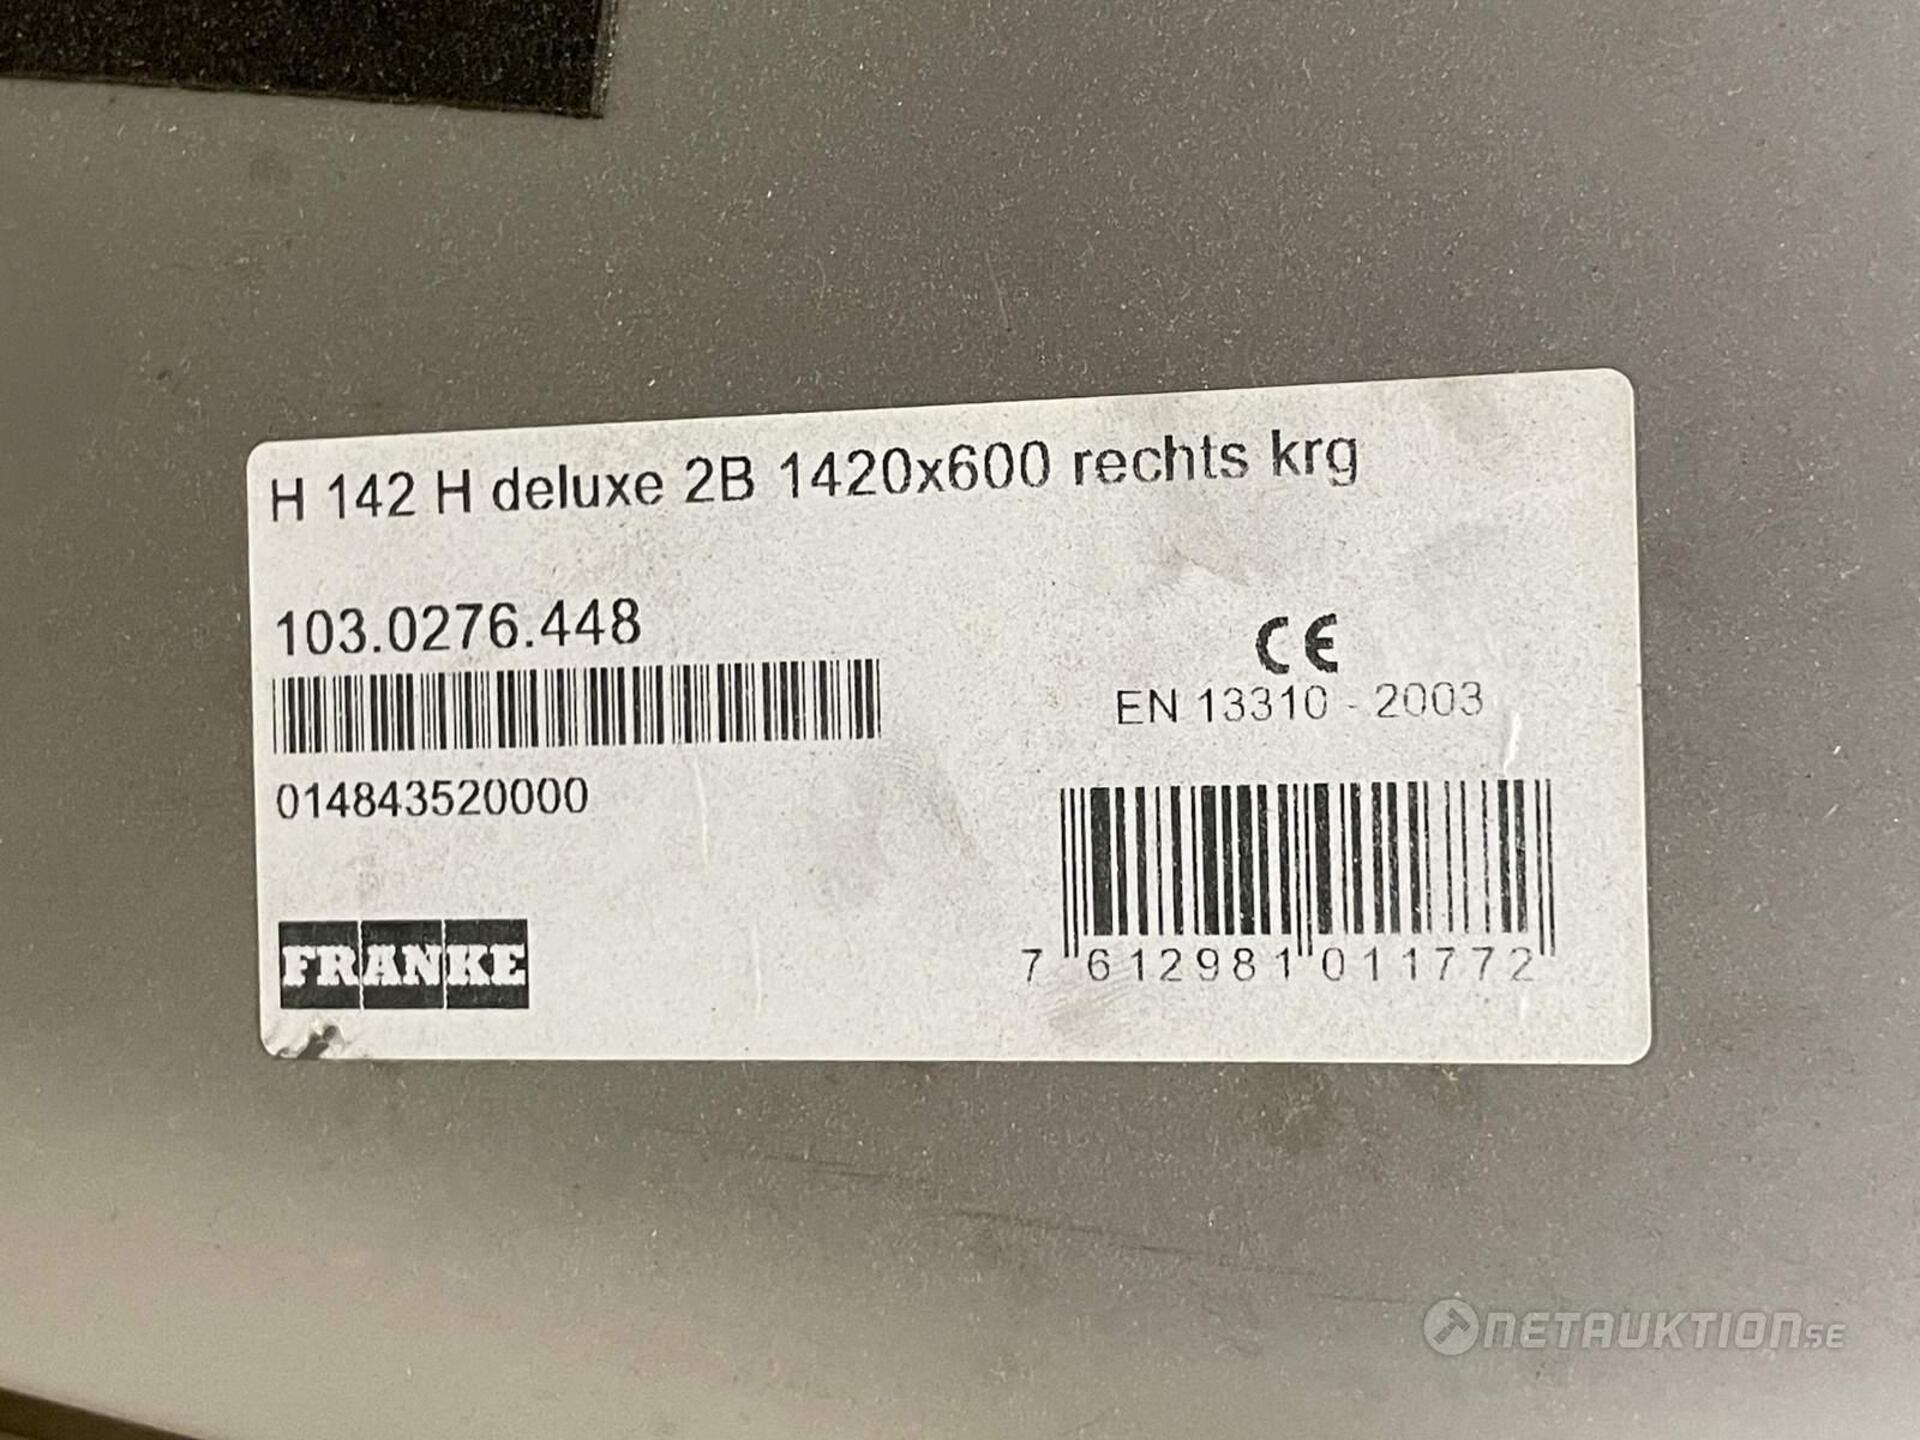 H 142 H deluxe 2B 1420x600 rechts krg
103.0276.448
CE
EN 13310 - 2003
014843520000
7 612981 011772
FRANKE
NETAUKTION.SE